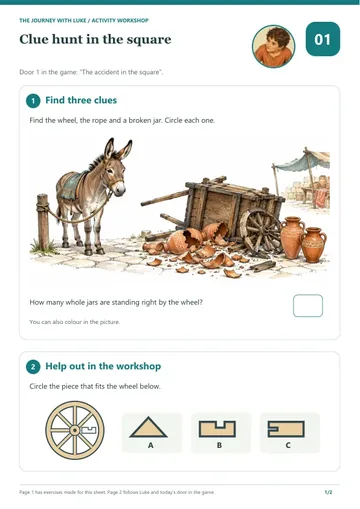 THE JOURNEY WITH LUKE / ACTIVITY WORKSHOP
Clue hunt in the square
01
Door 1 in the game: "The accident in the square".
1 Find three clues
Find the wheel, the rope and a broken jar. Circle each one.
How many whole jars are standing right by the wheel?
You can also colour in the picture.
2 Help out in the workshop
Circle the piece that fits the wheel below.
A B C
Page 1 has exercises made for this sheet. Page 2 follows Luke and today's door in the game.
1/2